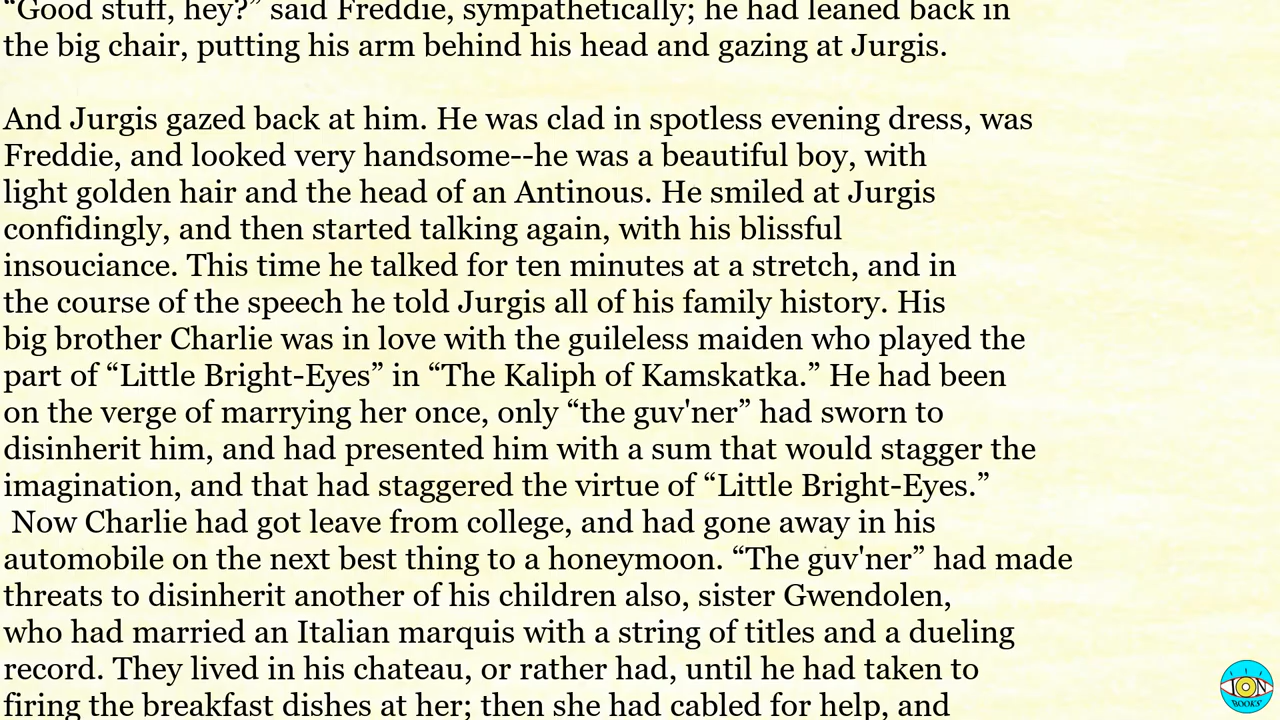 “Good stuff, hey?” said Freddie, sympathetically; he had leaned back in
the big chair, putting his arm behind his head and gazing at Jurgis.
And Jurgis gazed back at him. He was clad in spotless evening dress, was
Freddie, and looked very handsome--he was a beautiful boy, with
light golden hair and the head of an Antinous. He smiled at Jurgis
confidingly, and then started talking again, with his blissful
insouciance. This time he talked for ten minutes at a stretch, and in
the course of the speech he told Jurgis all of his family history. His
big brother Charlie was in love with the guileless maiden who played the
part of “Little Bright-Eyes” in “The Kaliph of Kamskatka.” He had been
on the verge of marrying her once, only “the guv'ner” had sworn to
disinherit him, and had presented him with a sum that would stagger the
imagination, and that had staggered the virtue of “Little Bright-Eyes.”
Now Charlie had got leave from college, and had gone away in his
automobile on the next best thing to a honeymoon. “The guv'ner” had made
threats to disinherit another of his children also, sister Gwendolen,
who had married an Italian marquis with a string of titles and a dueling
record. They lived in his chateau, or rather had, until he had taken to
firing the breakfast dishes at her; then she had cabled for help, and
ION
BOOKS